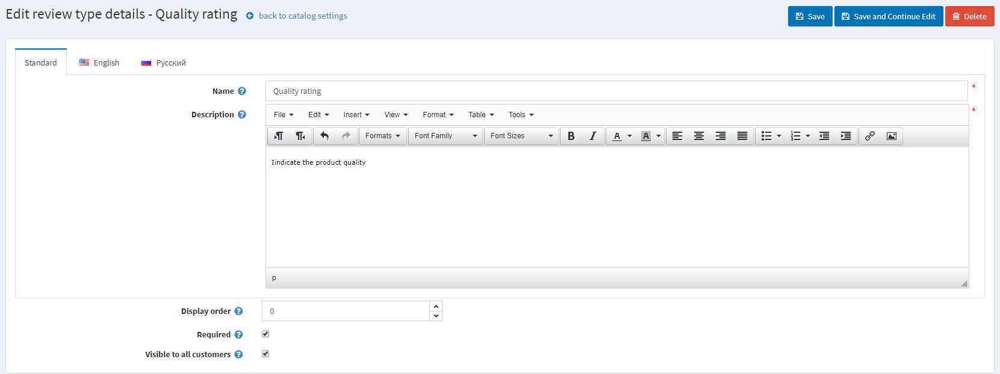 Edit review type details - Quality rating back to catalog settings Save Save and Continue Edit Delete
Standard English Русский
Name Quality rating *
Description *
File Edit Insert View Format Table Tools
Formats Font Family Font Sizes B I A A
Iindicate the product quality
p
Display order 0
Required
Visible to all customers